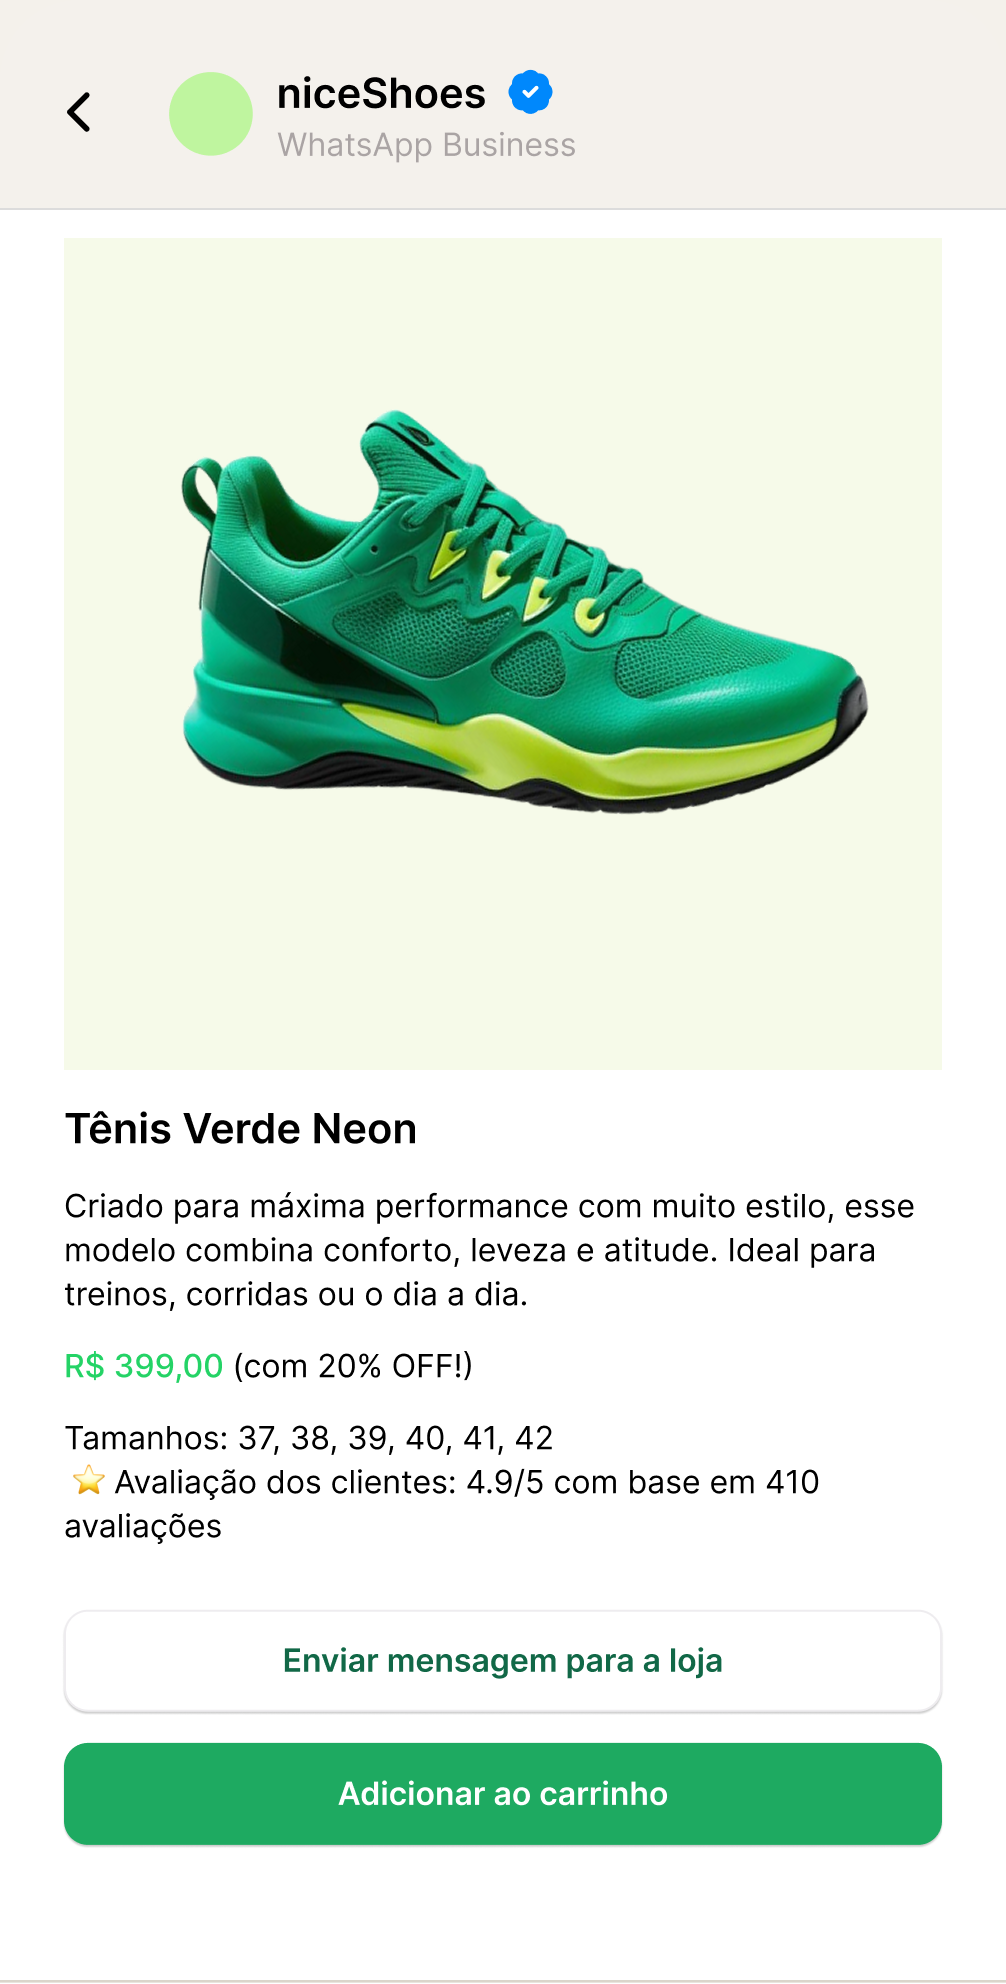 niceShoes
WhatsApp Business
Tênis Verde Neon
Criado para máxima performance com muito estilo, esse
modelo combina conforto, leveza e atitude. Ideal para
treinos, corridas ou o dia a dia.
R$ 399,00 (com 20% OFF!)
Tamanhos: 37, 38, 39, 40, 41, 42
⭐ Avaliação dos clientes: 4.9/5 com base em 410
avaliações
Enviar mensagem para a loja
Adicionar ao carrinho